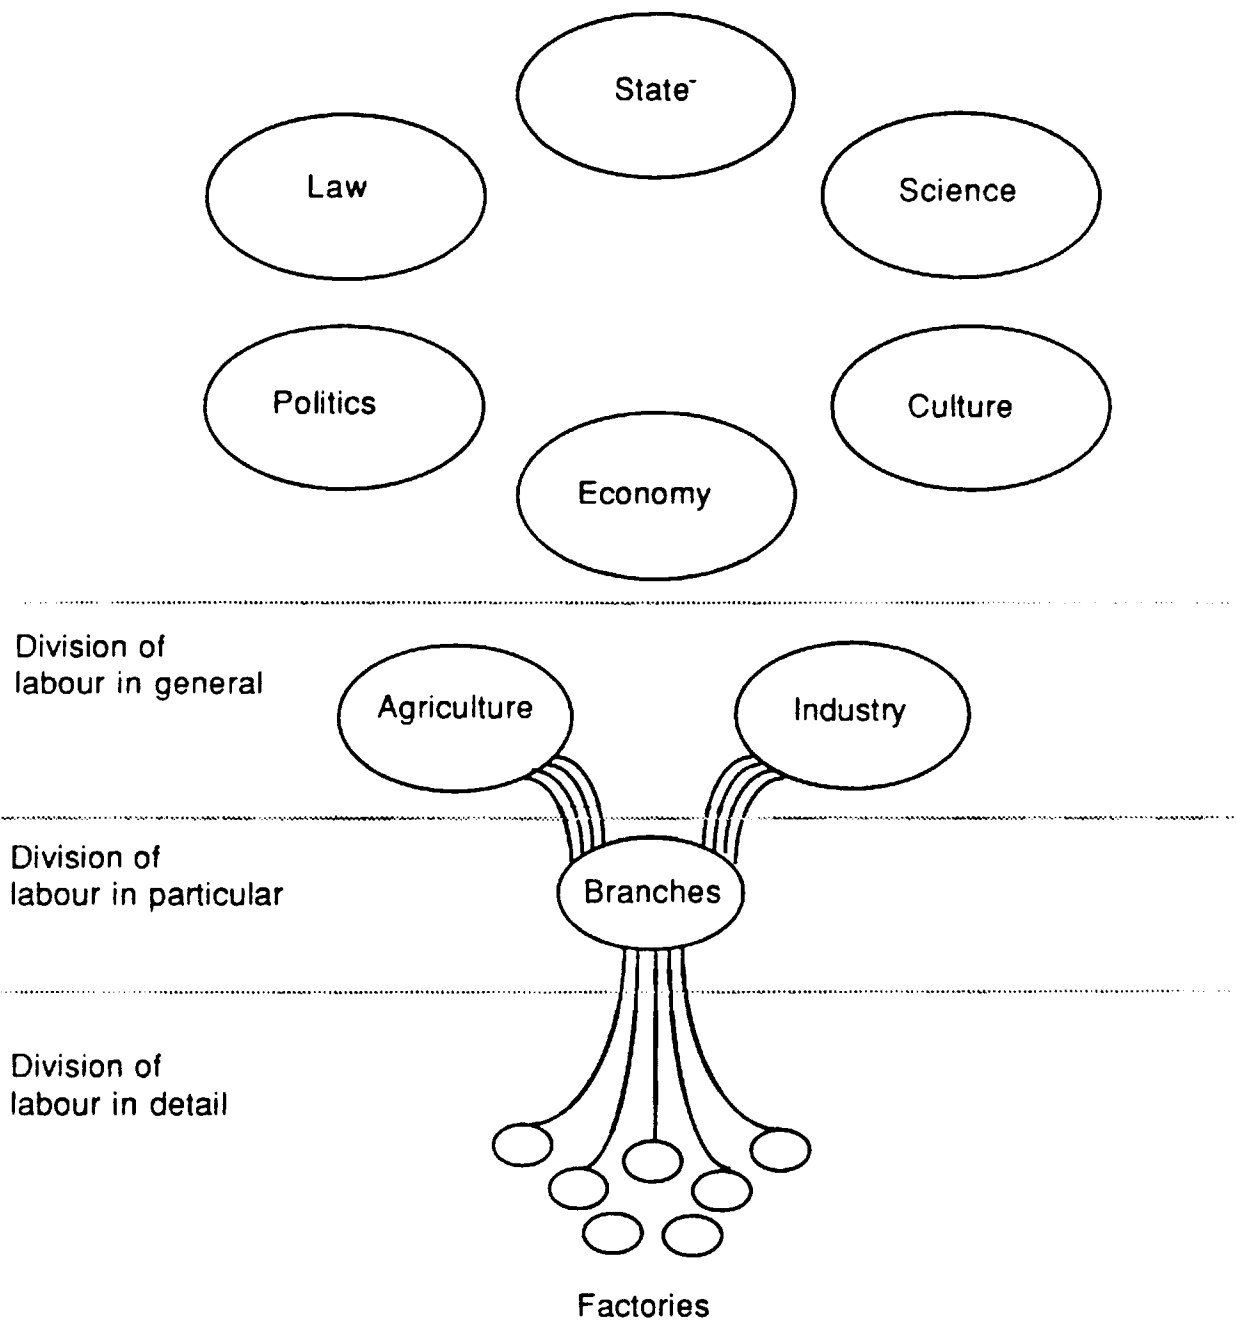 State
Law
Science
Politics
Culture
Economy
Division of
labour in general
Agriculture
Industry
Division of
labour in particular
Branches
Division of
labour in detail
Factories